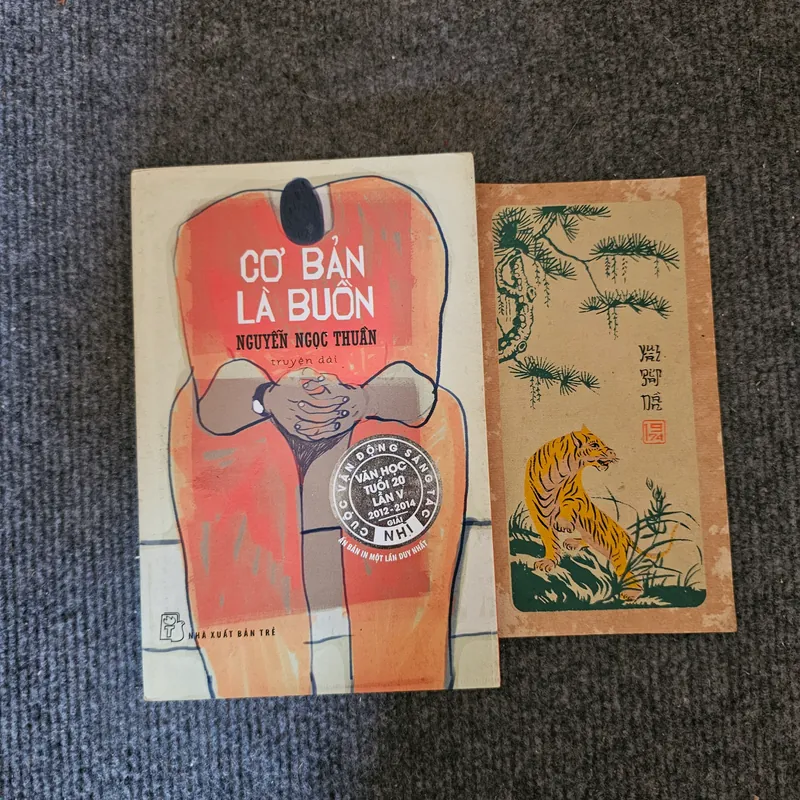 CƠ BẢN
LÀ BUỒN
NGUYỄN NGỌC THUẦN
truyện dài
CUỘC VẬN ĐỘNG SÁNG TÁC
VĂN HỌC
TUỔI 20
LẦN V
2012-2014
GIẢI
NHÌ
ẤN BẢN IN MỘT LẦN DUY NHẤT
NHÀ XUẤT BẢN TRẺ
1974